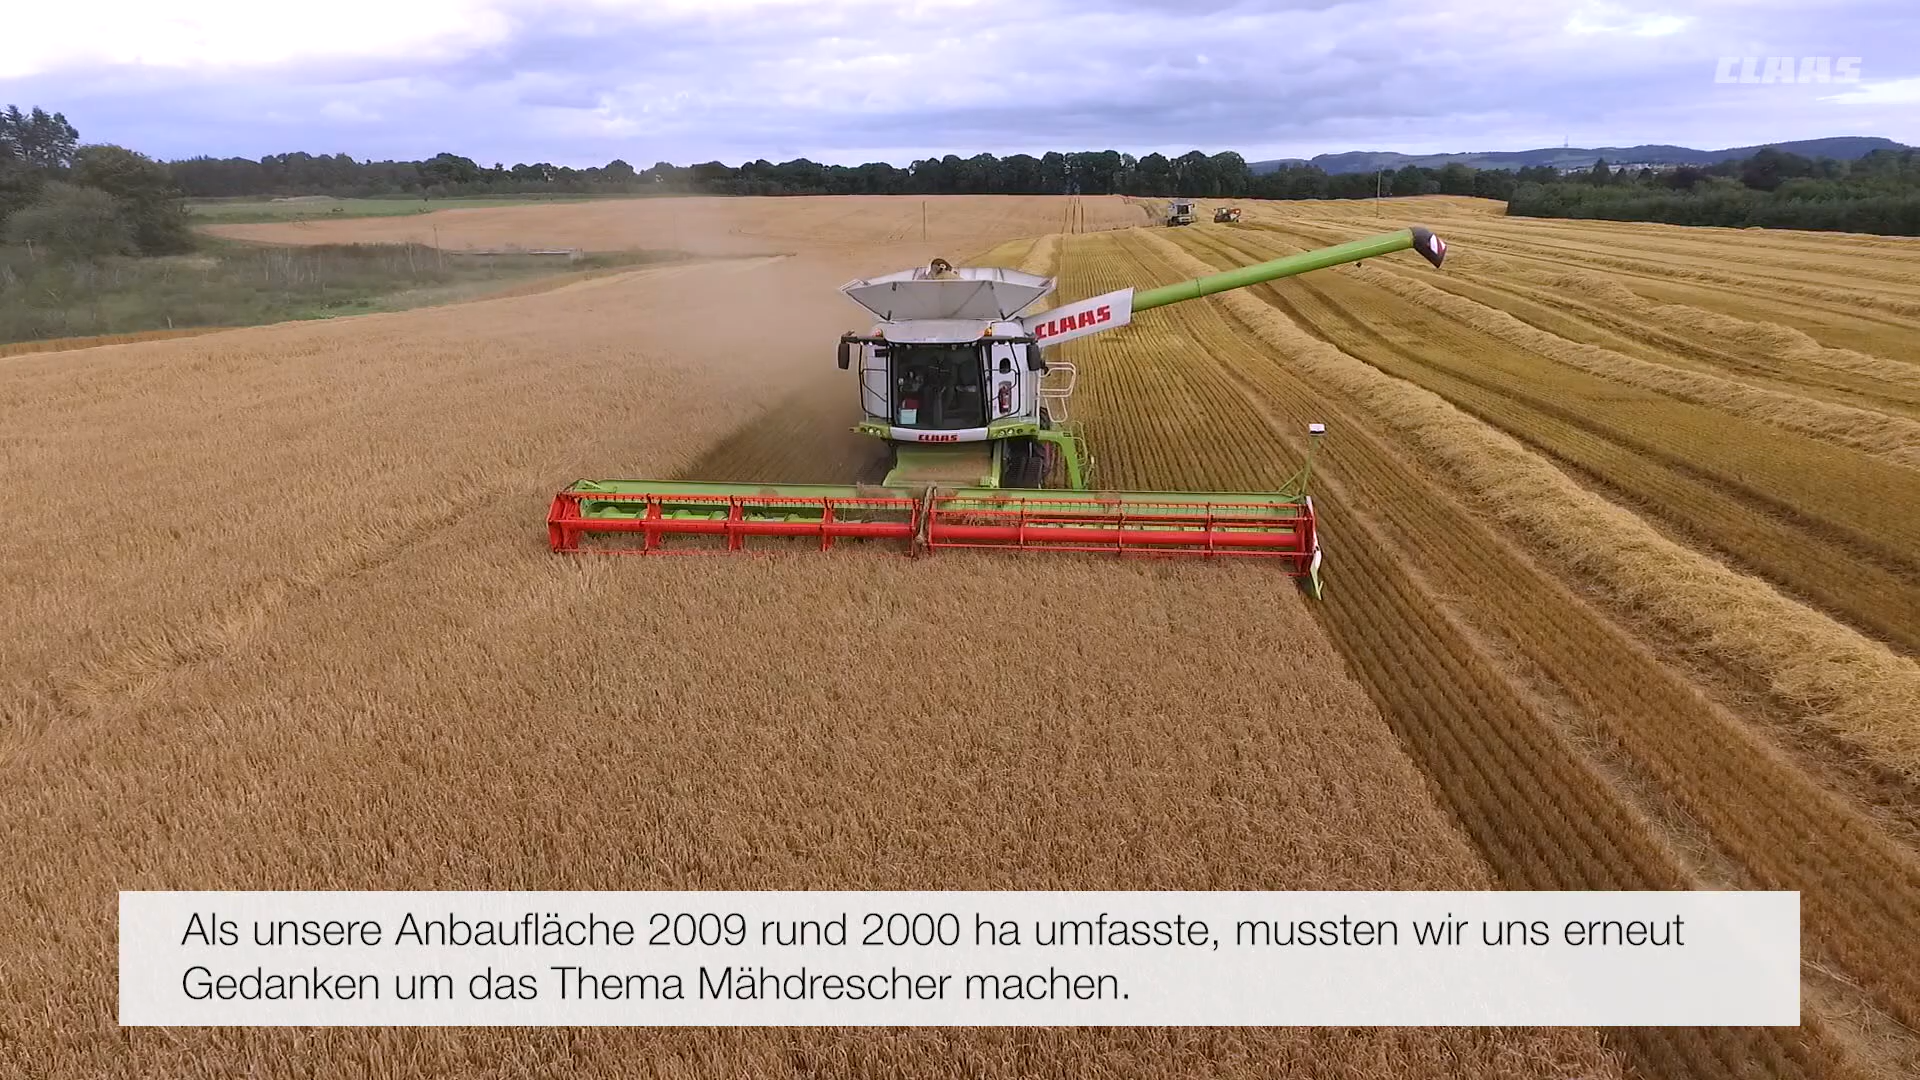 CLAAS
CLAAS
CLAAS
Als unsere Anbaufläche 2009 rund 2000 ha umfasste, mussten wir uns erneut
Gedanken um das Thema Mähdrescher machen.